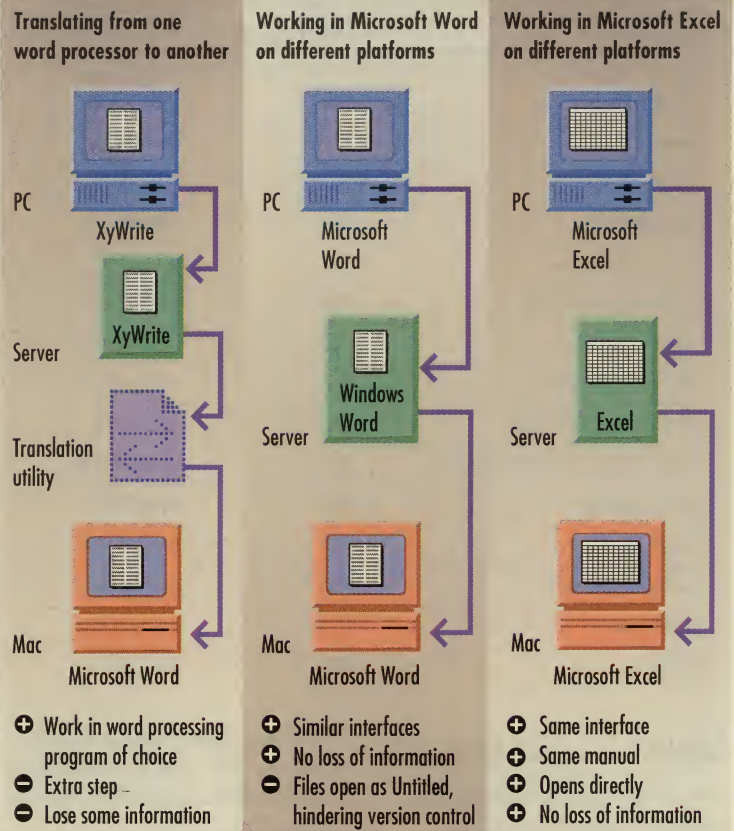 Translating from one
word processor to another
PC
XyWrite
XyWrite
Server
Translation
utility
Mac
Microsoft Word
Work in word processing
program of choice
Extra step
Lose some information
Working in Microsoft Word
on different platforms
PC
Microsoft
Word
Windows
Word
Server
Mac
Microsoft Word
Similar interfaces
No loss of information
Files open as Untitled,
hindering version control
Working in Microsoft Excel
on different platforms
PC
Microsoft
Excel
Excel
Server
Mac
Microsoft Excel
Same interface
Same manual
Opens directly
No loss of information